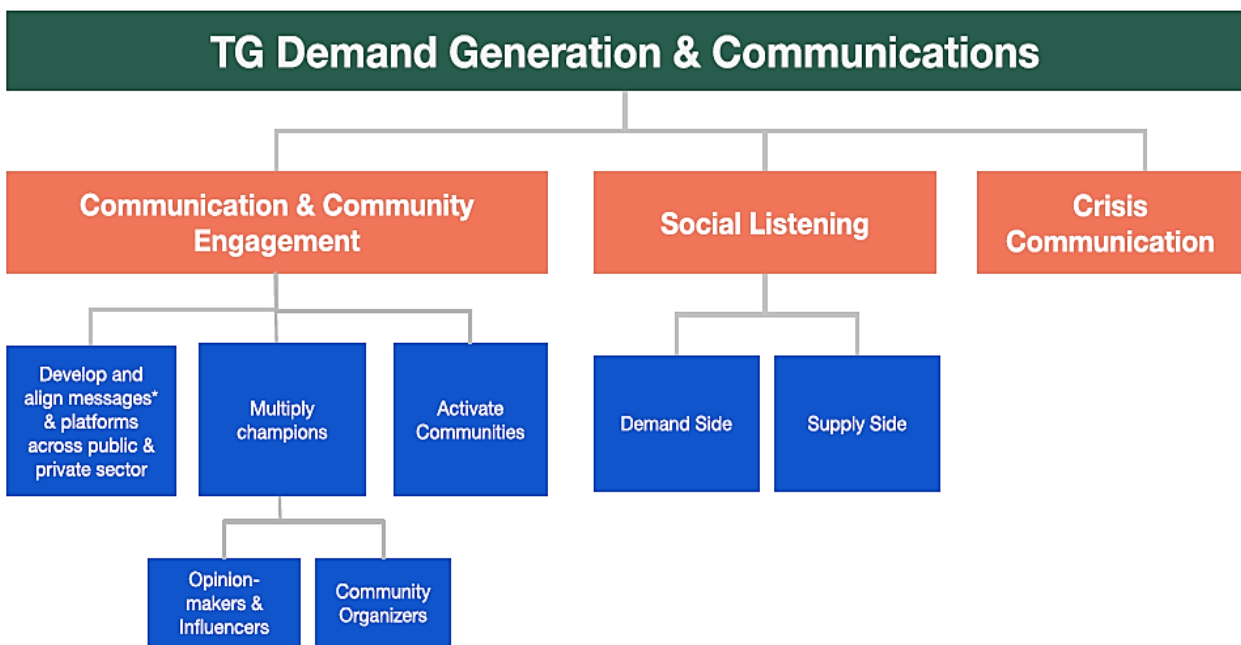 TG Demand Generation & Communications
Communication & Community
Engagement
Social Listening
Crisis
Communication
Develop and
align messages*
& platforms
across public &
private sector
Multiply
champions
Activate
Communities
Demand Side
Supply Side
Opinion-
makers &
Influencers
Community
Organizers